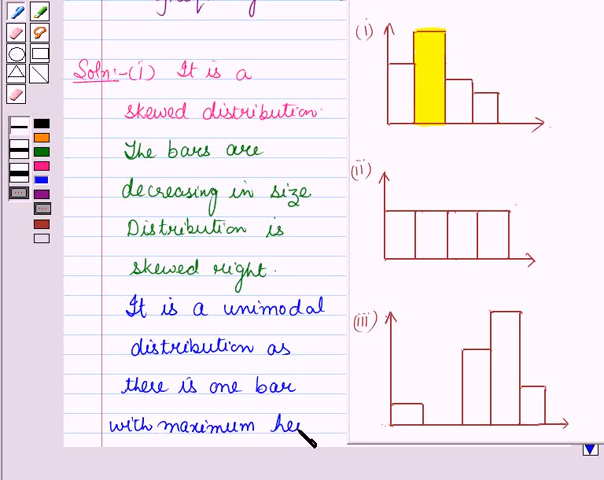 Soln:-(i) It is a
skewed distribution.
The bars are
decreasing in size
Distribution is
skewed right.
It is a unimodal
distribution as
there is one bar
with maximum hei
(i)
(ii)
(iii)